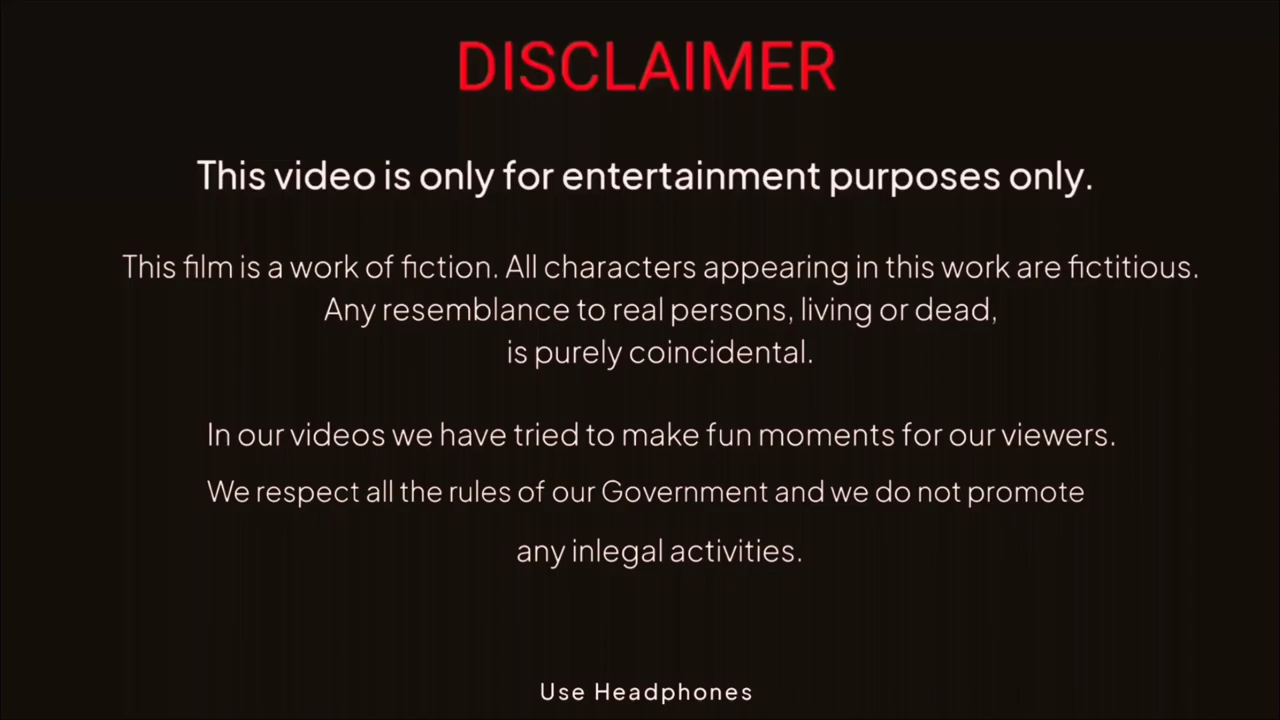 DISCLAIMER
This video is only for entertainment purposes only.
This film is a work of fiction. All characters appearing in this work are fictitious.
Any resemblance to real persons, living or dead,
is purely coincidental.
In our videos we have tried to make fun moments for our viewers.
We respect all the rules of our Government and we do not promote
any inlegal activities.
Use Headphones